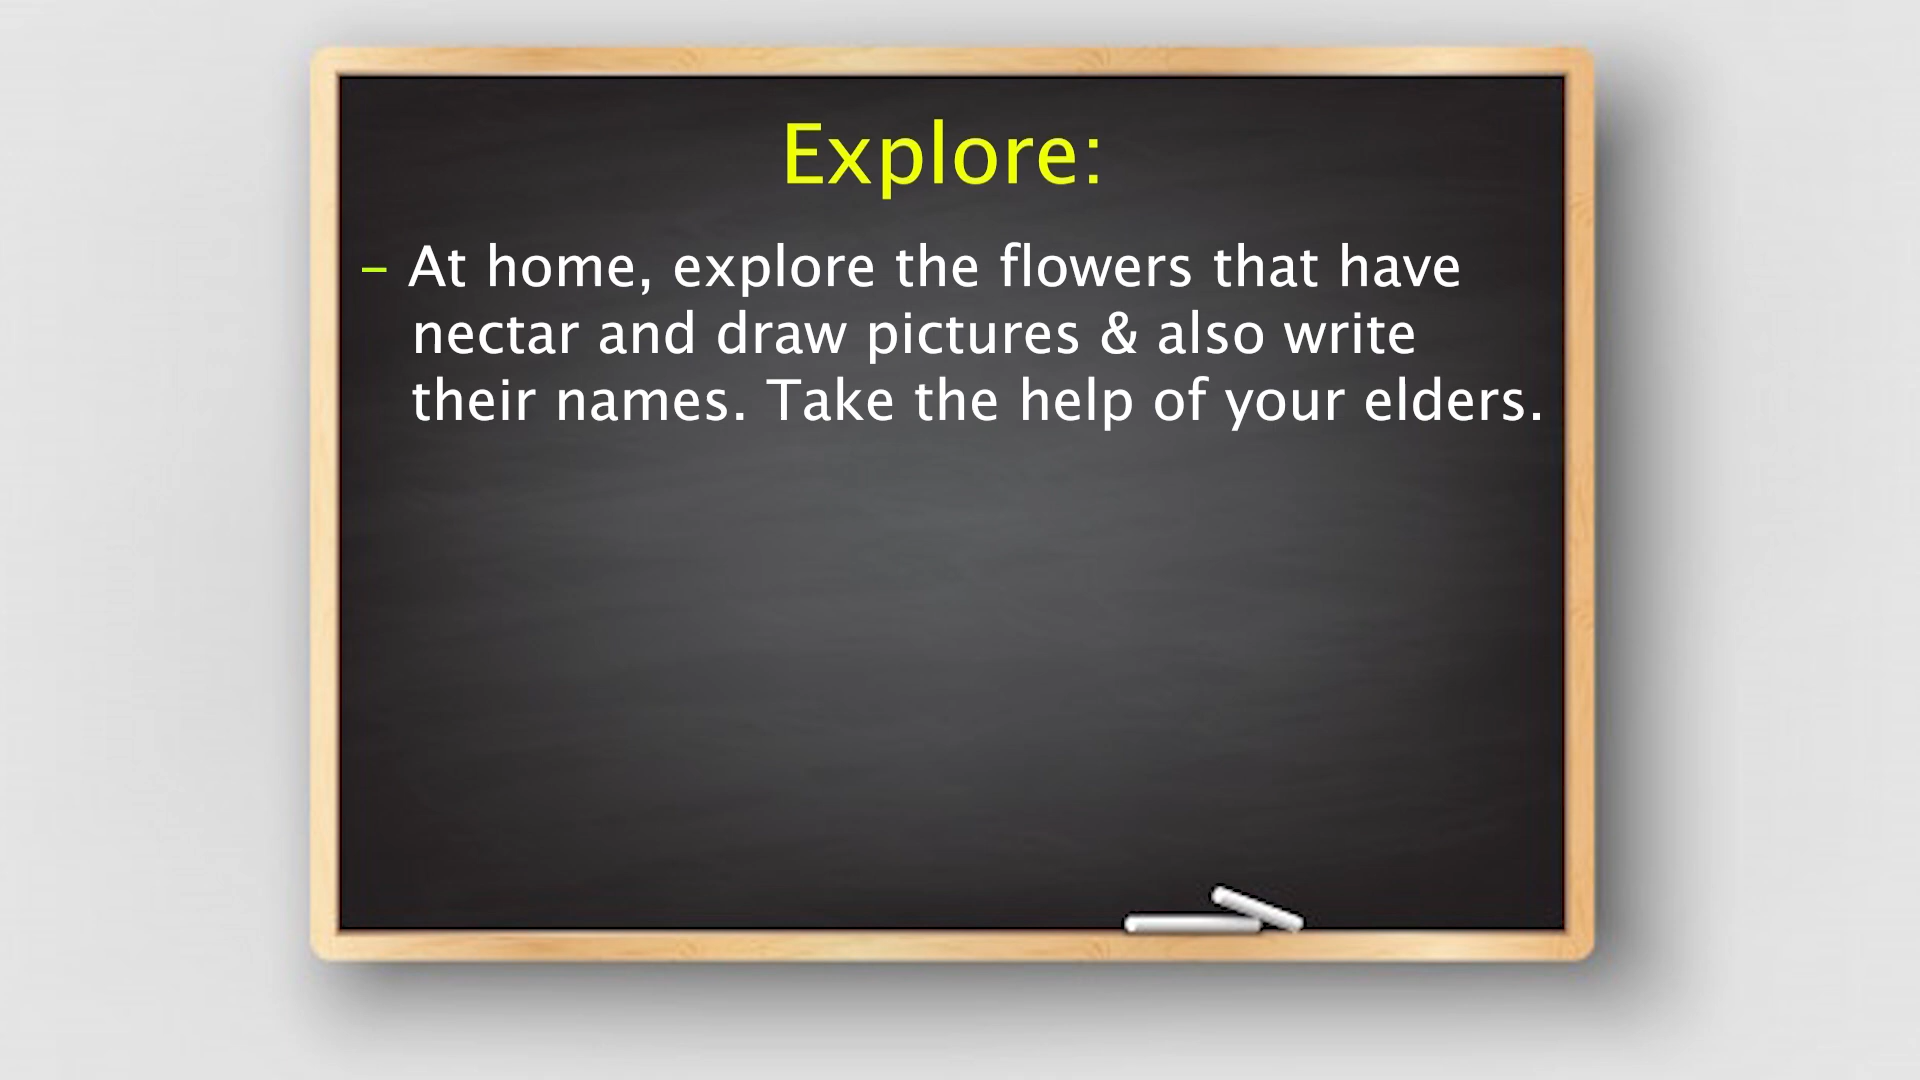 Explore:
– At home, explore the flowers that have
nectar and draw pictures & also write
their names. Take the help of your elders.